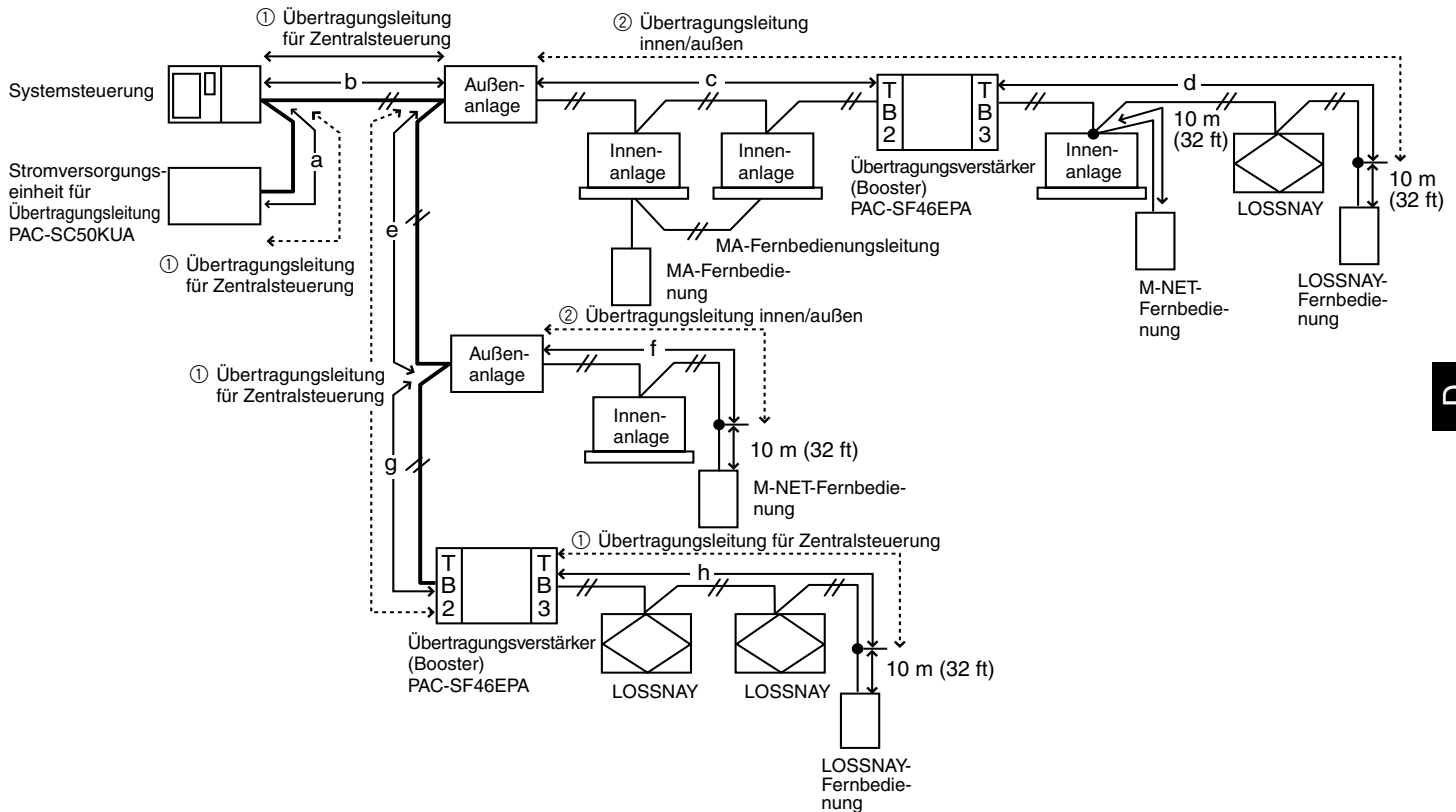 ① Übertragungsleitung
für Zentralsteuerung
② Übertragungsleitung
innen/außen
Systemsteuerung
b
Außen-
anlage
c
T
B
2
T
B
3
d
10 m
(32 ft)
a
Innen-
anlage
Innen-
anlage
Innen-
anlage
Stromversorgungs-
einheit für
Übertragungsleitung
PAC-SC50KUA
Übertragungsverstärker
(Booster)
PAC-SF46EPA
LOSSNAY
10 m
(32 ft)
e
MA-Fernbedienungsleitung
① Übertragungsleitung
für Zentralsteuerung
MA-Fernbedie-
nung
M-NET-
Fernbedie-
nung
LOSSNAY-
Fernbedie-
nung
② Übertragungsleitung innen/außen
Außen-
anlage
f
① Übertragungsleitung
für Zentralsteuerung
D
Innen-
anlage
10 m (32 ft)
g
M-NET-Fernbedie-
nung
① Übertragungsleitung für Zentralsteuerung
T
B
2
T
B
3
h
Übertragungsverstärker
(Booster)
PAC-SF46EPA
LOSSNAY
LOSSNAY
10 m (32 ft)
LOSSNAY-
Fernbedie-
nung